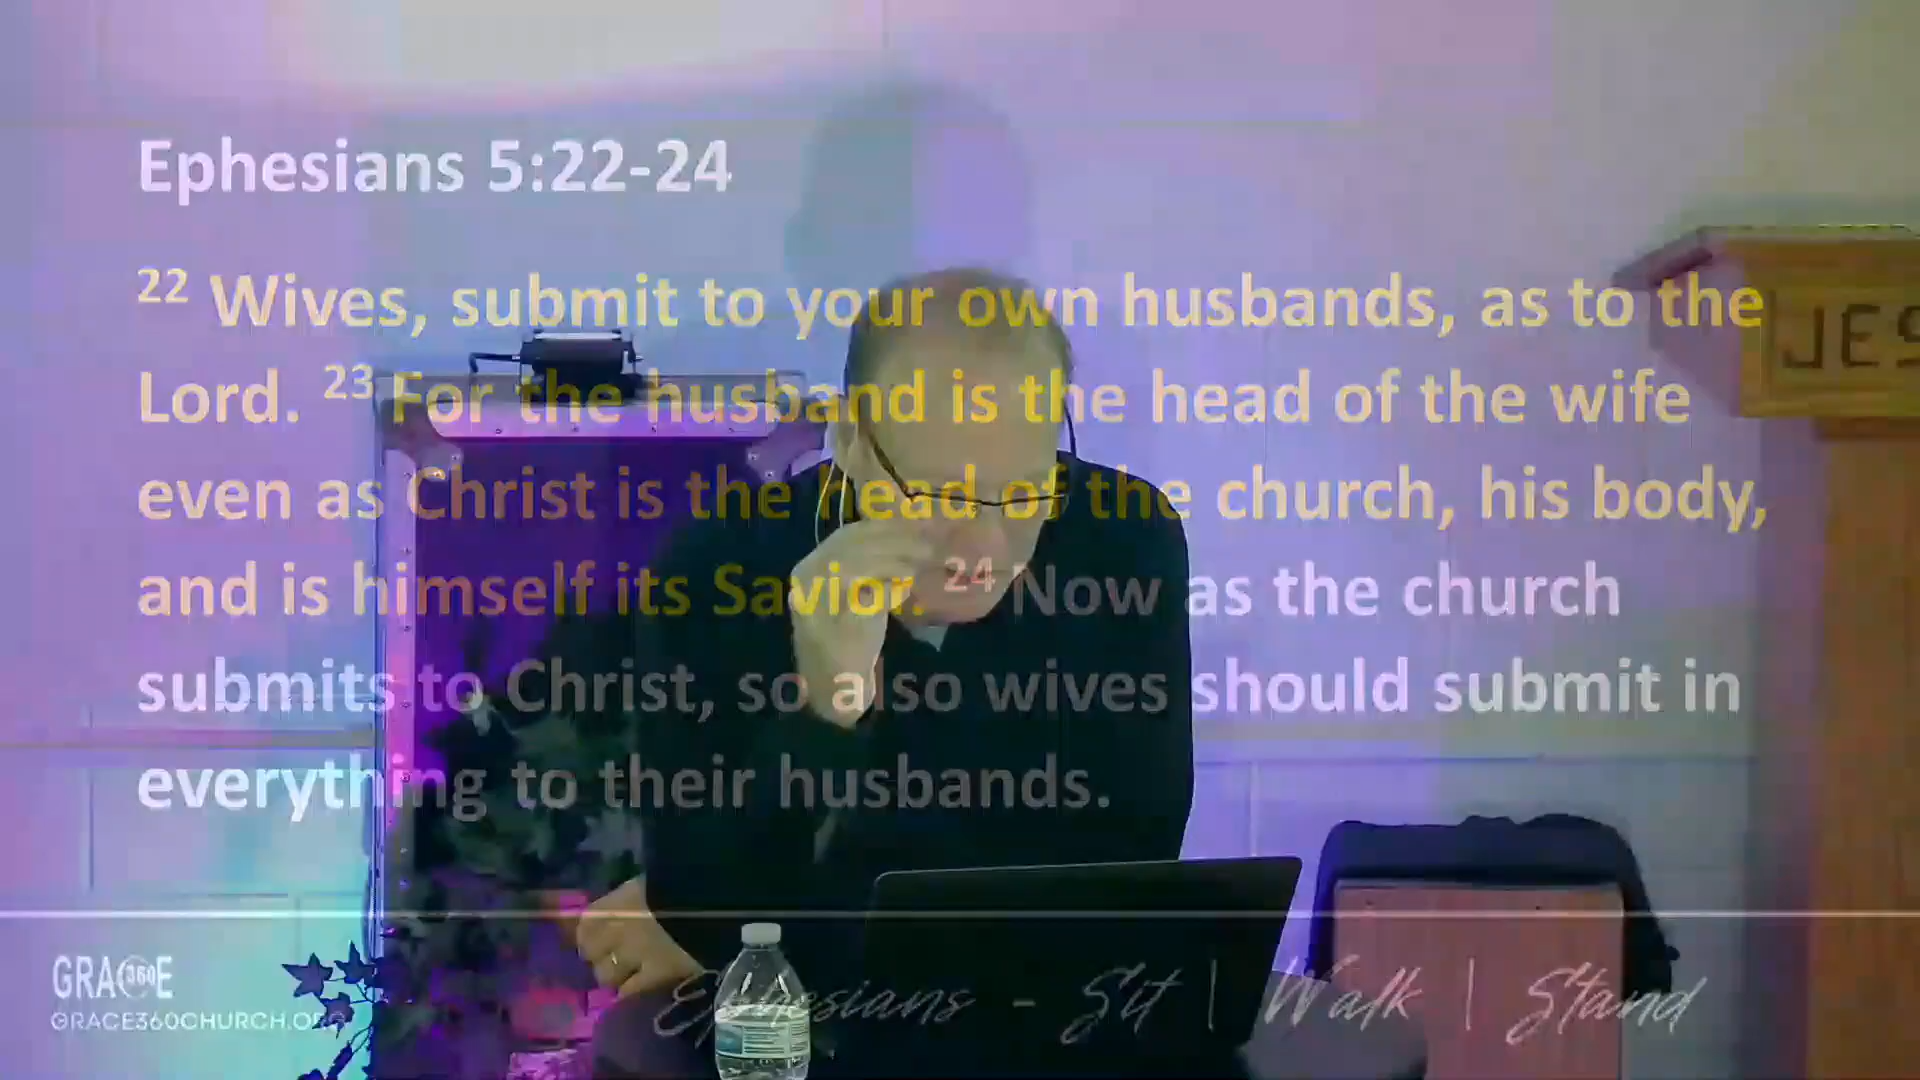 Ephesians 5:22-24
22 Wives, submit to your own husbands, as to the
Lord. 23 For the husband is the head of the wife
even as Christ is the head of the church, his body,
and is himself its Savior. 24 Now as the church
submits to Christ, so also wives should submit in
everything to their husbands.
JES
GRACE 360
GRACE360CHURCH.ORG
Ephesians - Sit | Walk | Stand